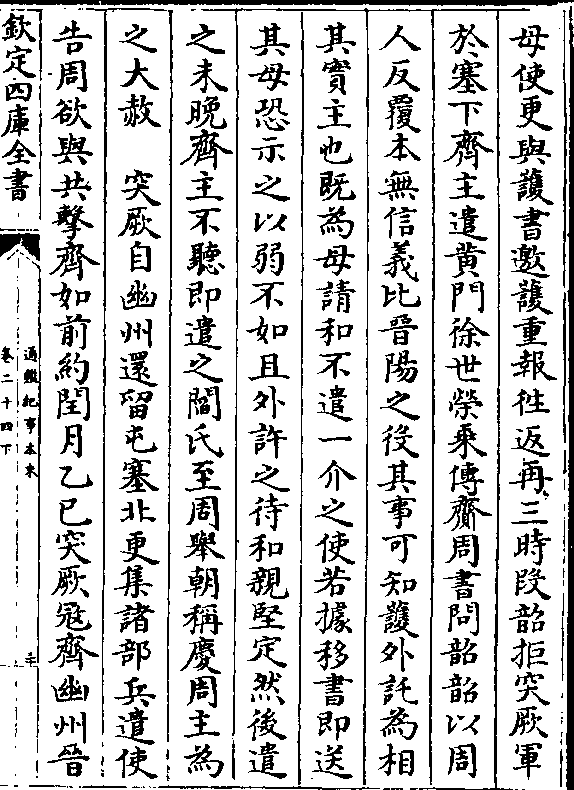 母使更與護書邀護重報徃返再三時段韶拒突厥軍
於塞下齊主遣黄門徐世榮乗傳齎周書問韶韶以周
人反覆本無信義比晉陽之役其事可知護外託為相
其實主也既為母請和不遣一介之使若據移書即送
其母恐示之以弱不如且外許之待和親堅定然後遣
之未晚齊主不聽即遣之閻氏至周舉朝稱慶周主為
之大赦　突厥自幽州還留屯塞北更集諸部兵遣使
告周欲與共擊齊如前約閏月乙巳突厥冦齊幽州晉
欽定四庫全書
通鑑紀事本末
卷二十四下
三十